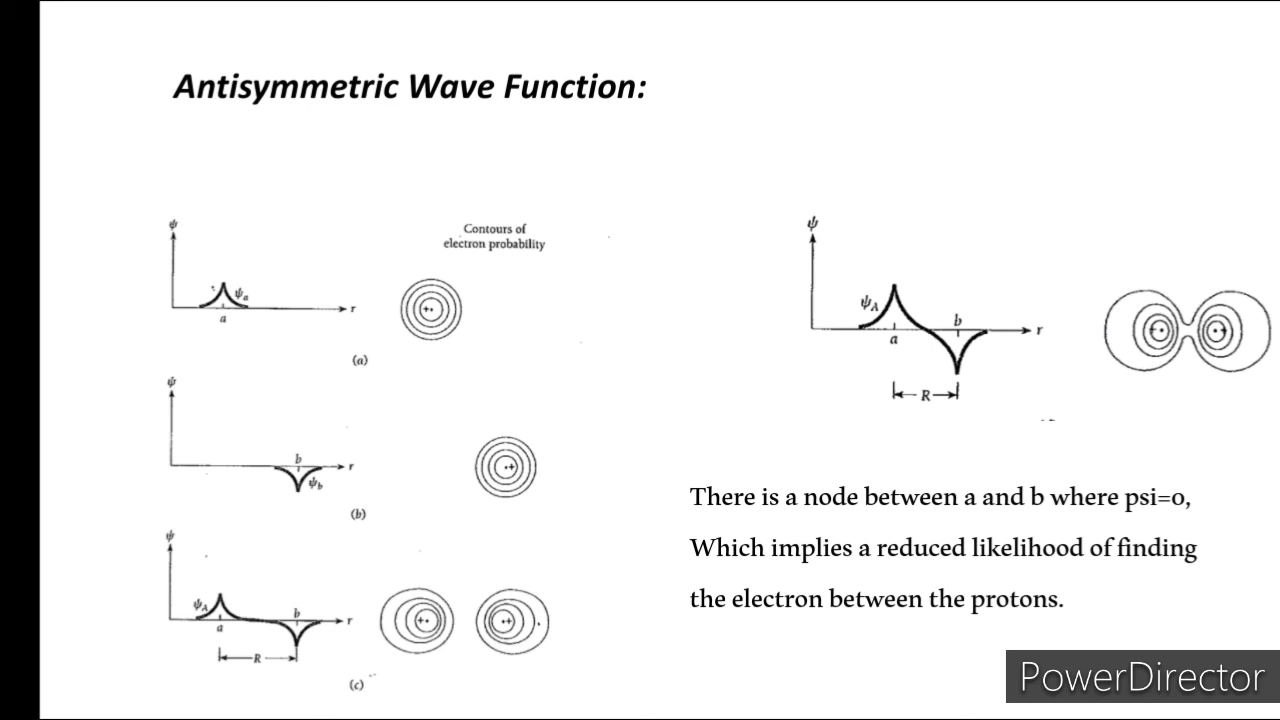 Antisymmetric Wave Function:
Contours of
electron probability
ψ
ψa
a
r
(a)
ψ
b
r
ψb
(b)
ψ
ψA
a
b
r
R
(c)
ψ
ψA
a
b
r
R
There is a node between a and b where psi=0,
Which implies a reduced likelihood of finding
the electron between the protons.
PowerDirector